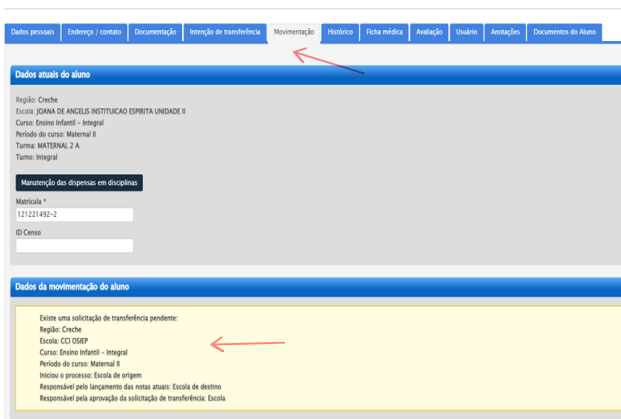 Dados pessoais Endereço / contato Documentação Intenção de transferência Movimentação Histórico Ficha médica Avaliação Usuário Anotações Documentos do Aluno
Dados atuais do aluno
Região: Creche
Escola: JOANA DE ANGELIS INSTITUICAO ESPIRITA UNIDADE II
Curso: Ensino Infantil - Integral
Período do curso: Maternal II
Turma: MATERNAL 2 A
Turno: Integral
Manutenção das dispensas em disciplinas
Matrícula *
121221492-2
ID Censo
Dados da movimentação do aluno
Existe uma solicitação de transferência pendente:
Região: Creche
Escola: CCI OSIEP
Curso: Ensino Infantil - Integral
Período do curso: Maternal II
Iniciou o processo: Escola de origem
Responsável pelo lançamento das notas atuais: Escola de destino
Responsável pela aprovação da solicitação de transferência: Escola